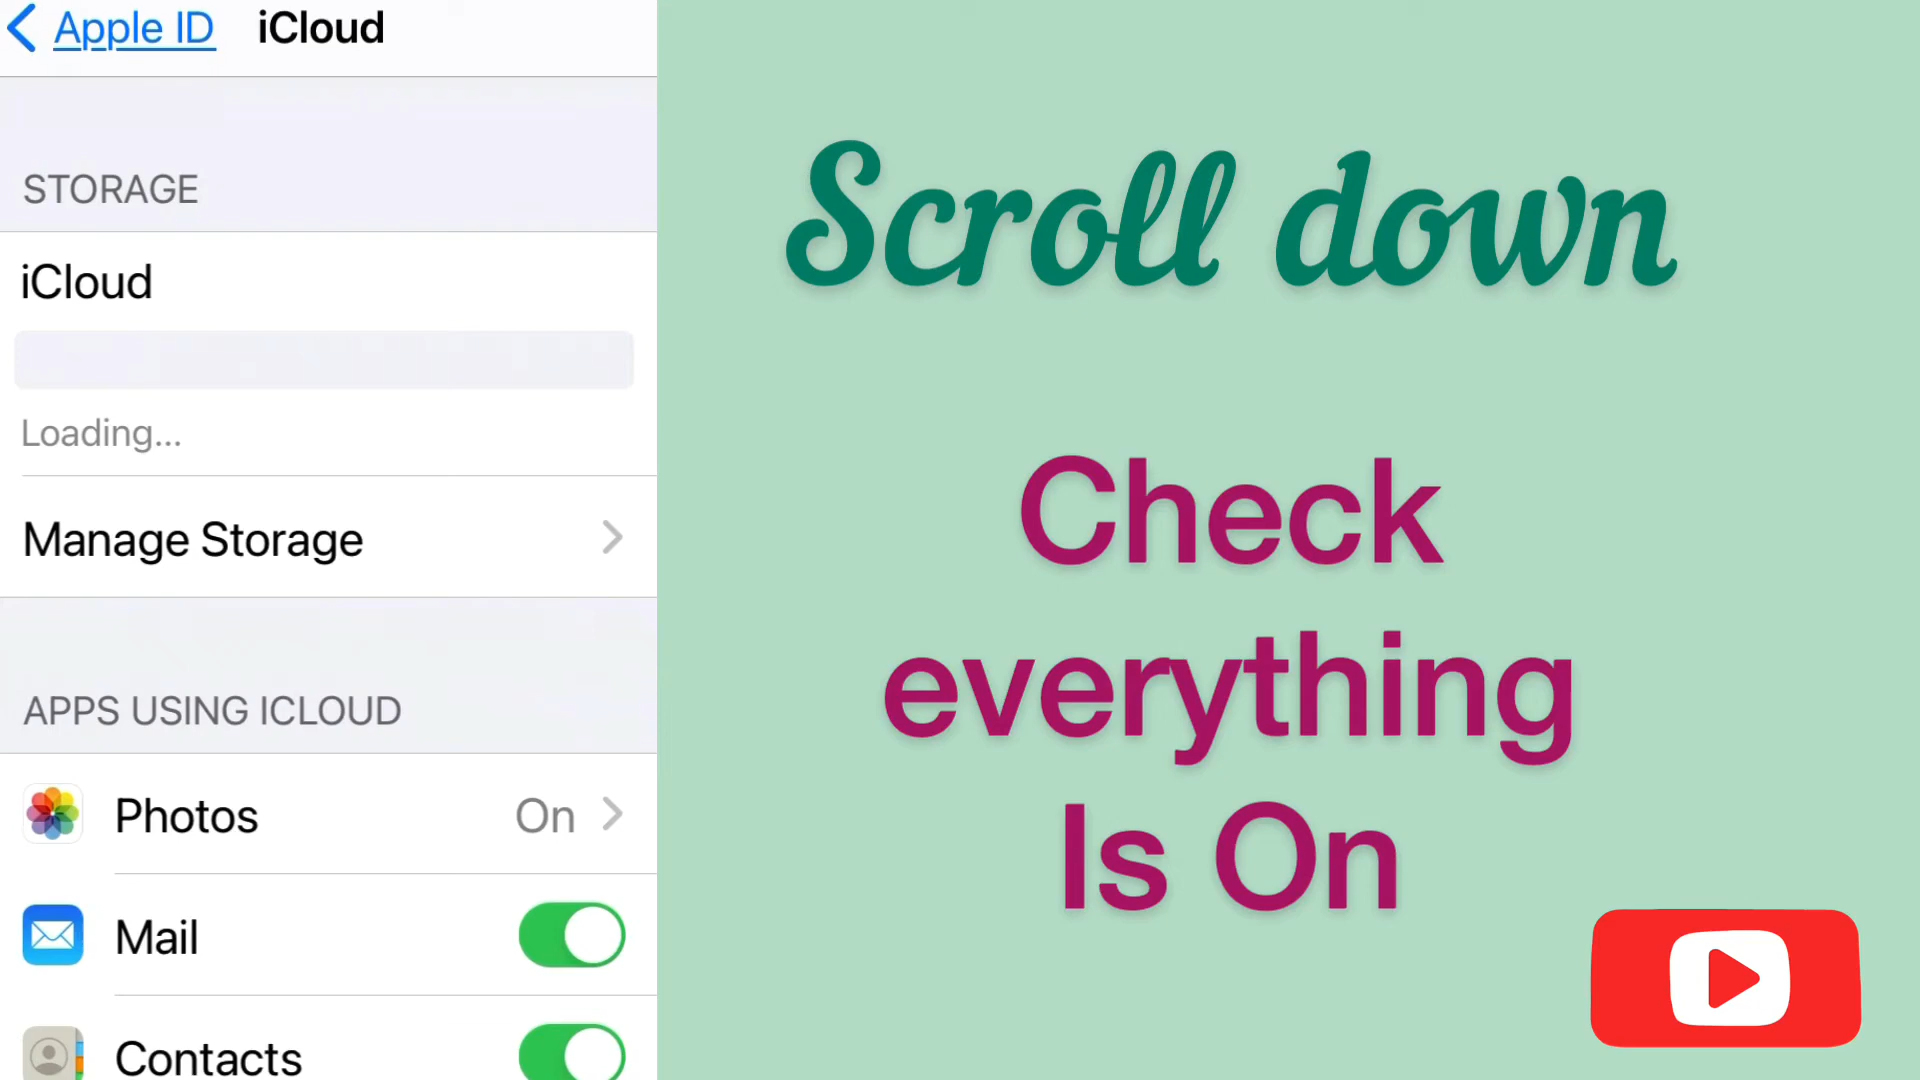 Apple ID iCloud
STORAGE
iCloud
Loading...
Manage Storage
APPS USING ICLOUD
Photos On
Mail
Contacts
Scroll down
Check
everything
Is On